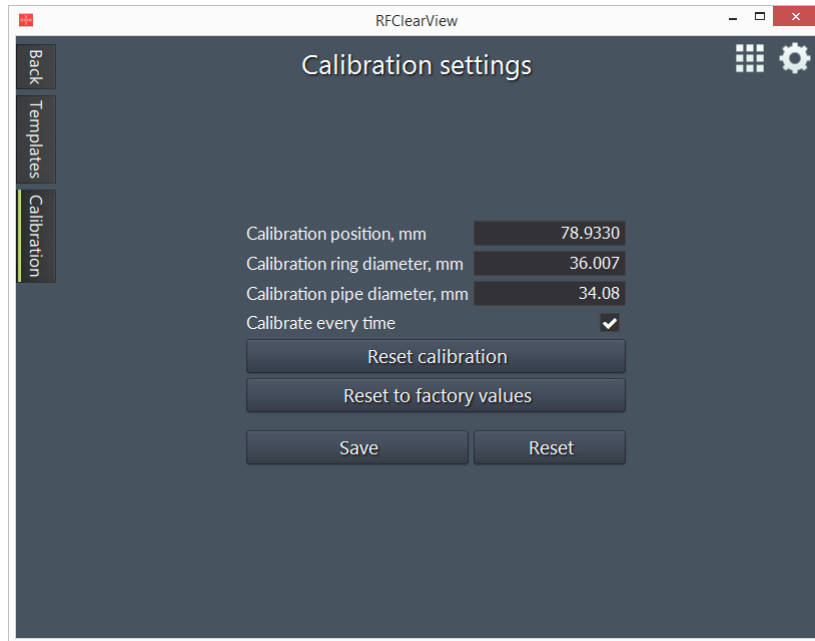 RFClearView
Back
Templates
Calibration
Calibration settings
Calibration position, mm 78.9330
Calibration ring diameter, mm 36.007
Calibration pipe diameter, mm 34.08
Calibrate every time
Reset calibration
Reset to factory values
Save Reset